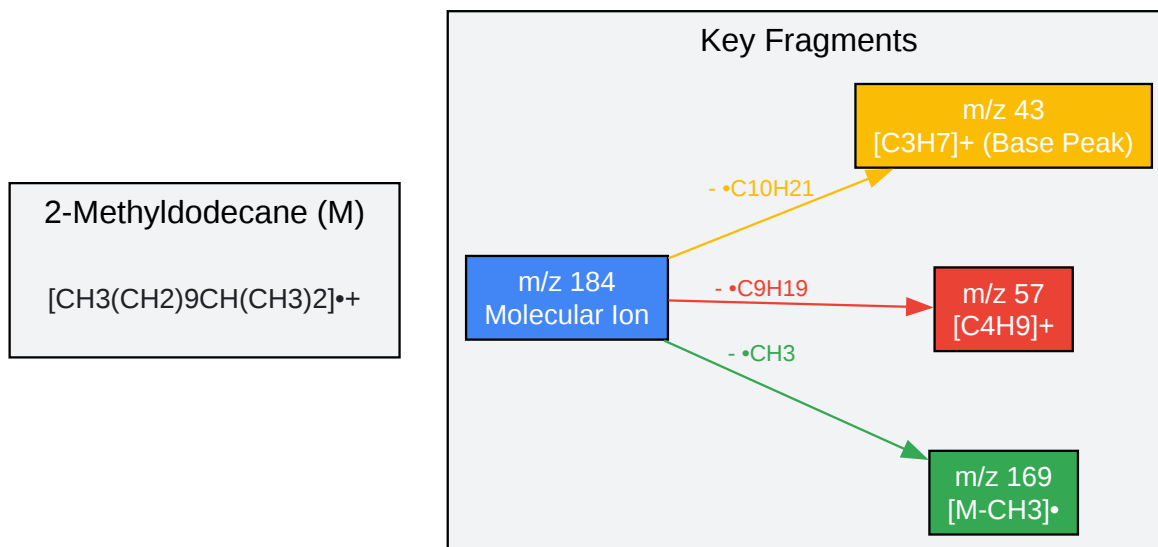 2-Methyldodecane (M)
[CH3(CH2)9CH(CH3)2]•+
Key Fragments
m/z 184
Molecular Ion
- •C10H21
m/z 43
[C3H7]+ (Base Peak)
- •C9H19
m/z 57
[C4H9]+
- •CH3
m/z 169
[M-CH3]•